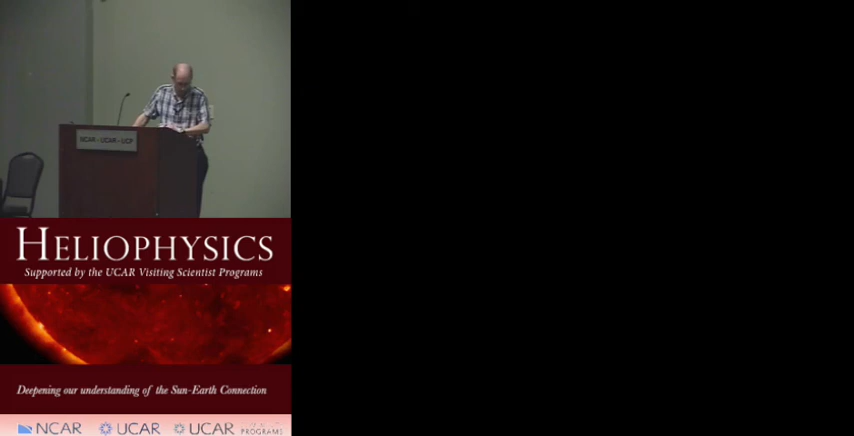 UCAR - UCAR - UCP
HELIOPHYSICS
Supported by the UCAR Visiting Scientist Programs
Deepening our understanding of the Sun-Earth Connection
NCAR UCAR UCAR PROGRAMS